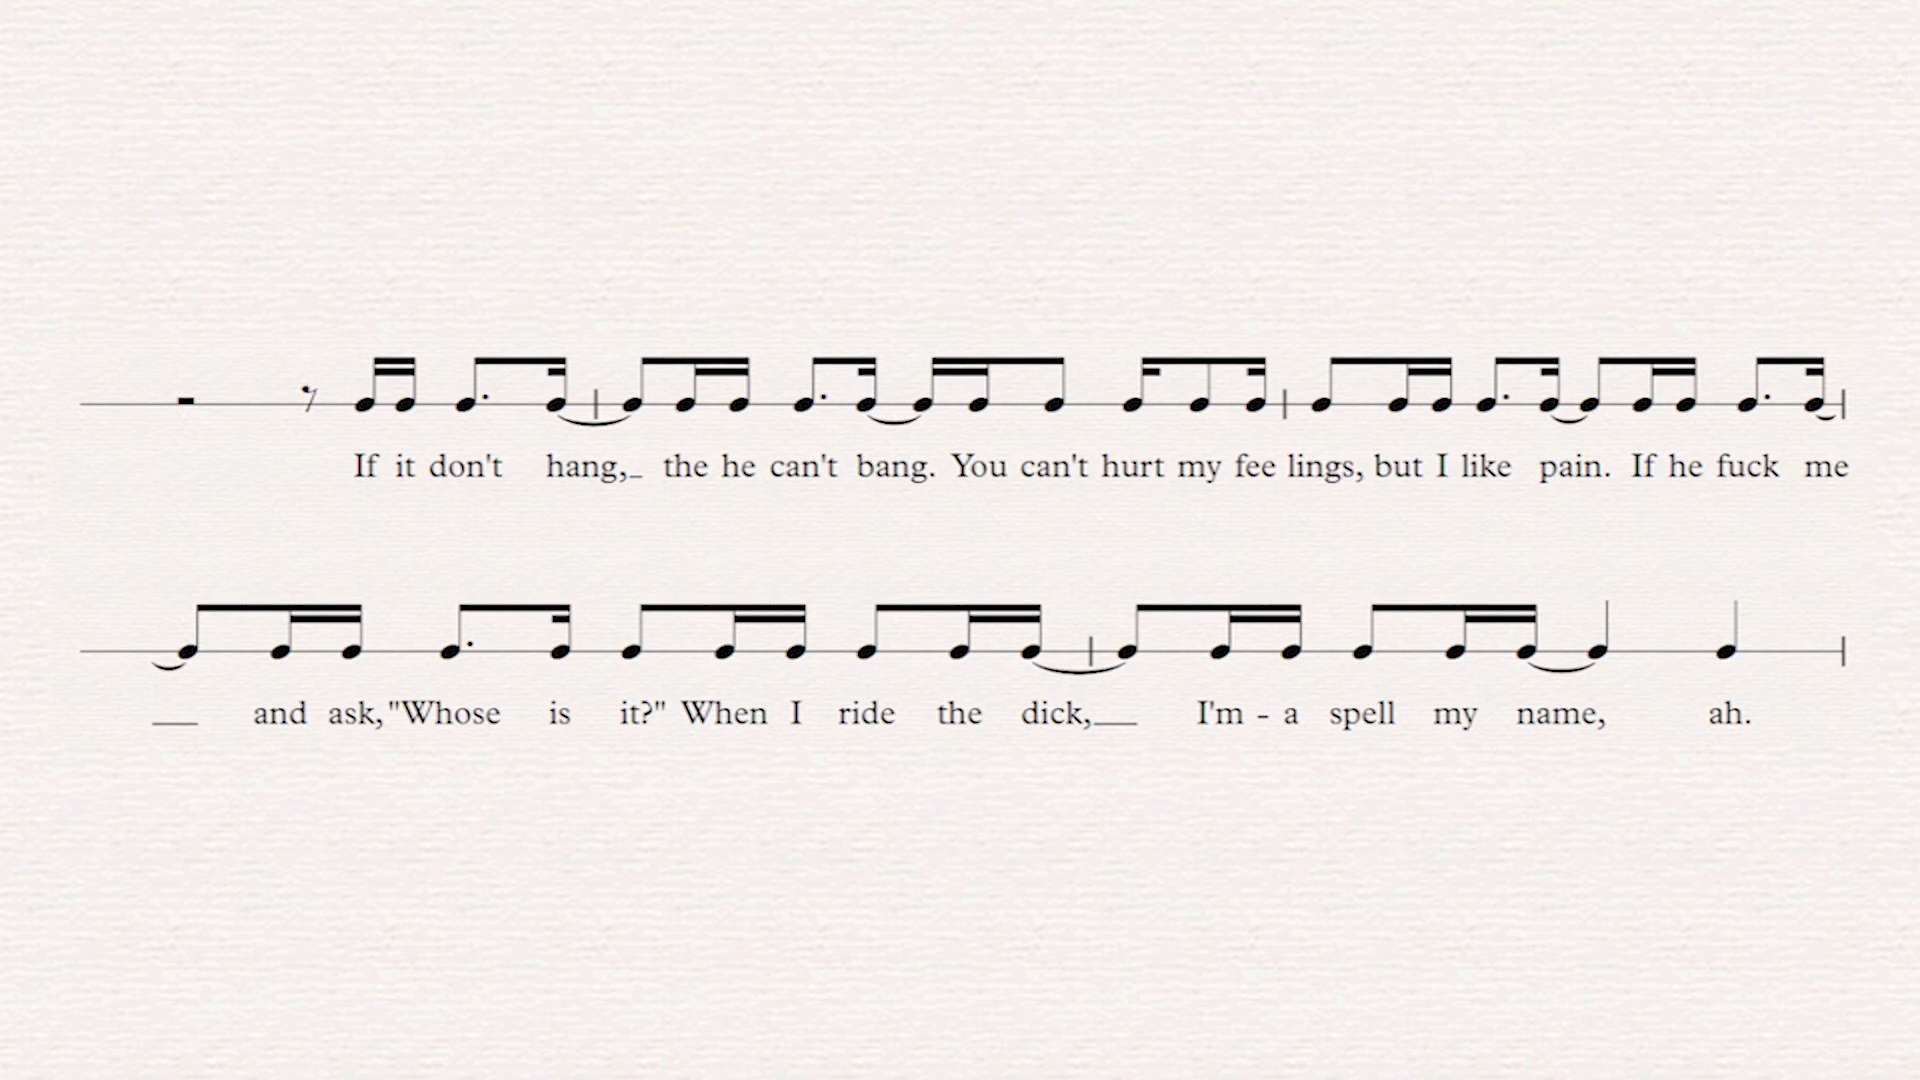 If it don't hang,_ the he can't bang. You can't hurt my fee lings, but I like pain. If he fuck me
__ and ask, "Whose is it?" When I ride the dick,__ I'm - a spell my name, ah.